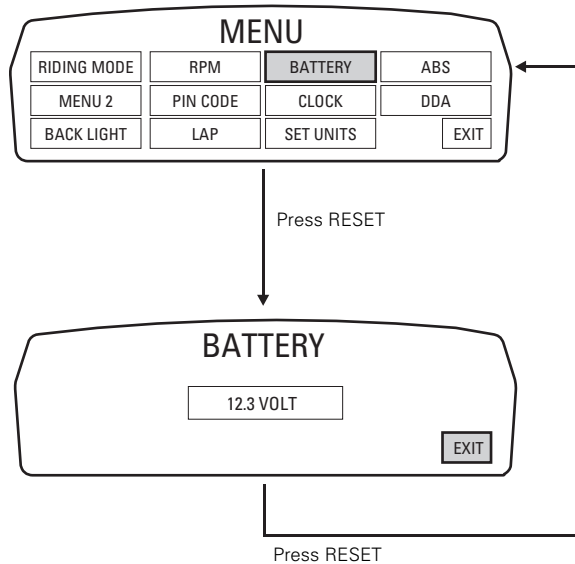 MENU
RIDING MODE RPM BATTERY ABS
MENU 2 PIN CODE CLOCK DDA
BACK LIGHT LAP SET UNITS EXIT
Press RESET
BATTERY
12.3 VOLT
EXIT
Press RESET